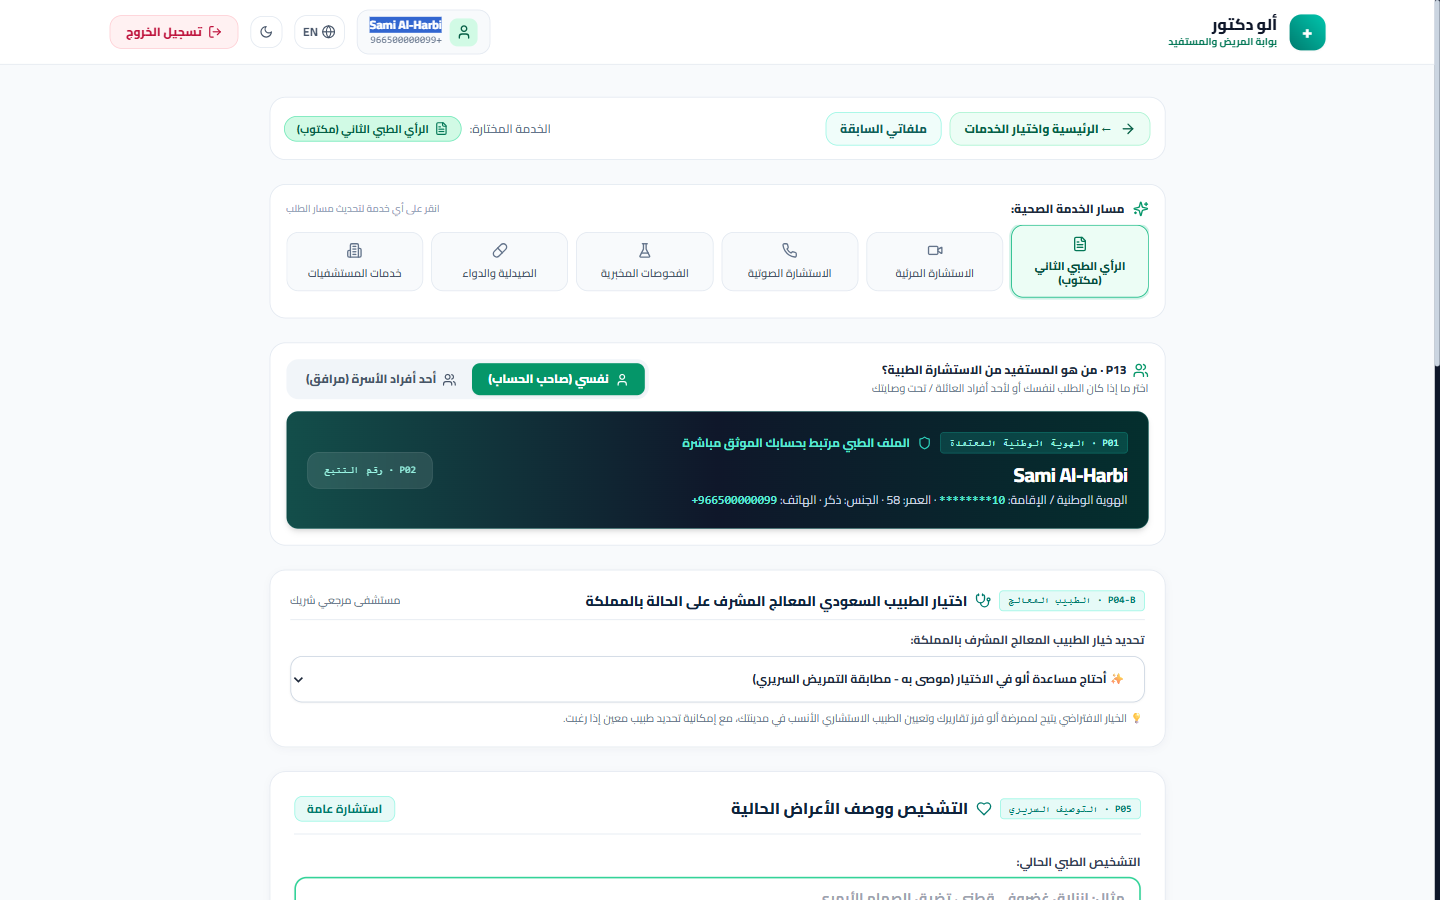 ألو دكتور
بوابة المريض والمستفيد
Sami Al-Harbi
966500000099+
EN
تسجيل الخروج
← الرئيسية واختيار الخدمات
ملفاتي السابقة
الخدمة المختارة:
الرأي الطبي الثاني (مكتوب)
مسار الخدمة الصحية:
انقر على أي خدمة لتحديث مسار الطلب
الرأي الطبي الثاني (مكتوب)
الاستشارة المرئية
الاستشارة الصوتية
الفحوصات المخبرية
الصيدلية والدواء
خدمات المستشفيات
P13 · من هو المستفيد من الاستشارة الطبية؟
اختر ما إذا كان الطلب لنفسك أو لأحد أفراد العائلة / تحت وصايتك
نفسي (صاحب الحساب)
أحد أفراد الأسرة (مرافق)
P01 · الهوية الوطنية المعتمدة
الملف الطبي مرتبط بحسابك الموثق مباشرة
Sami Al-Harbi
الهوية الوطنية / الإقامة: 10******** · العمر: 58 · الجنس: ذكر · الهاتف: 966500000099+
P02 · رقم التتبع
P04-B · الطبيب المعالج
اختيار الطبيب السعودي المعالج المشرف على الحالة بالمملكة
مستشفى مرجعي شريك
تحديد خيار الطبيب المعالج المشرف بالمملكة:
✨ أحتاج مساعدة ألو في الاختيار (موصى به - مطابقة التمريض السريري)
💡 الخيار الافتراضي يتيح لممرضة ألو فرز تقاريرك وتعيين الطبيب الاستشاري الأنسب في مدينتك، مع إمكانية تحديد طبيب معين إذا رغبت.
P05 · التوصيف السريري
التشخيص ووصف الأعراض الحالية
استشارة عامة
التشخيص الطبي الحالي:
مثال: انزلاق غضروفي قطني، تضيق الصمام الأبهري